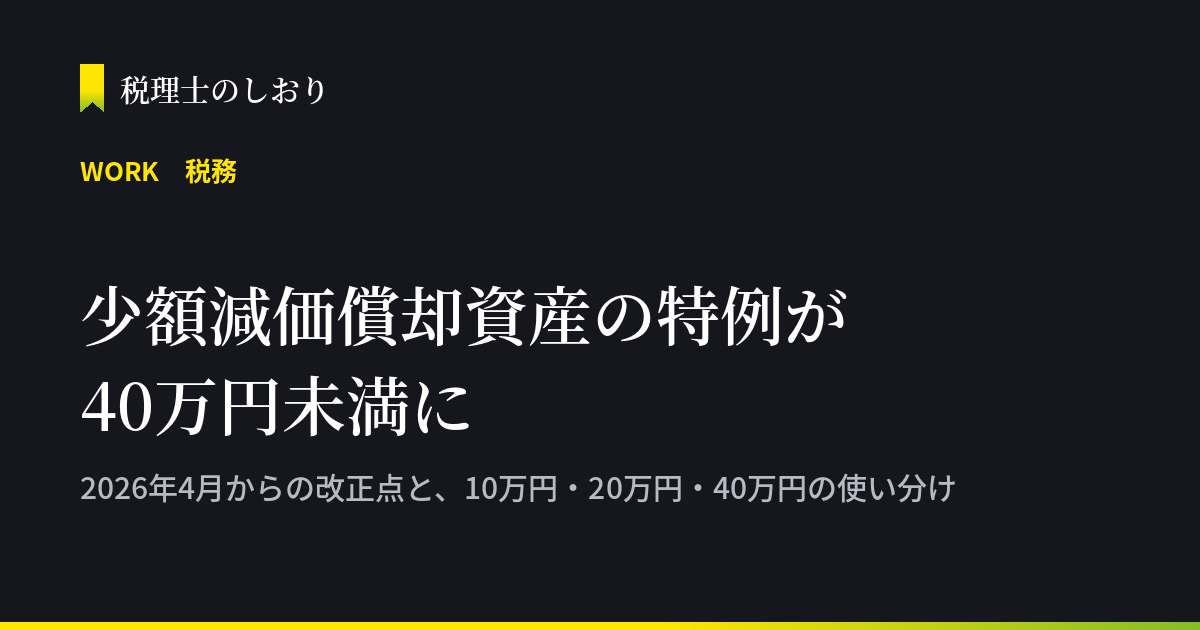 税理士のしおり
WORK 税務
少額減価償却資産の特例が
40万円未満に
2026年4月からの改正点と、10万円・20万円・40万円の使い分け